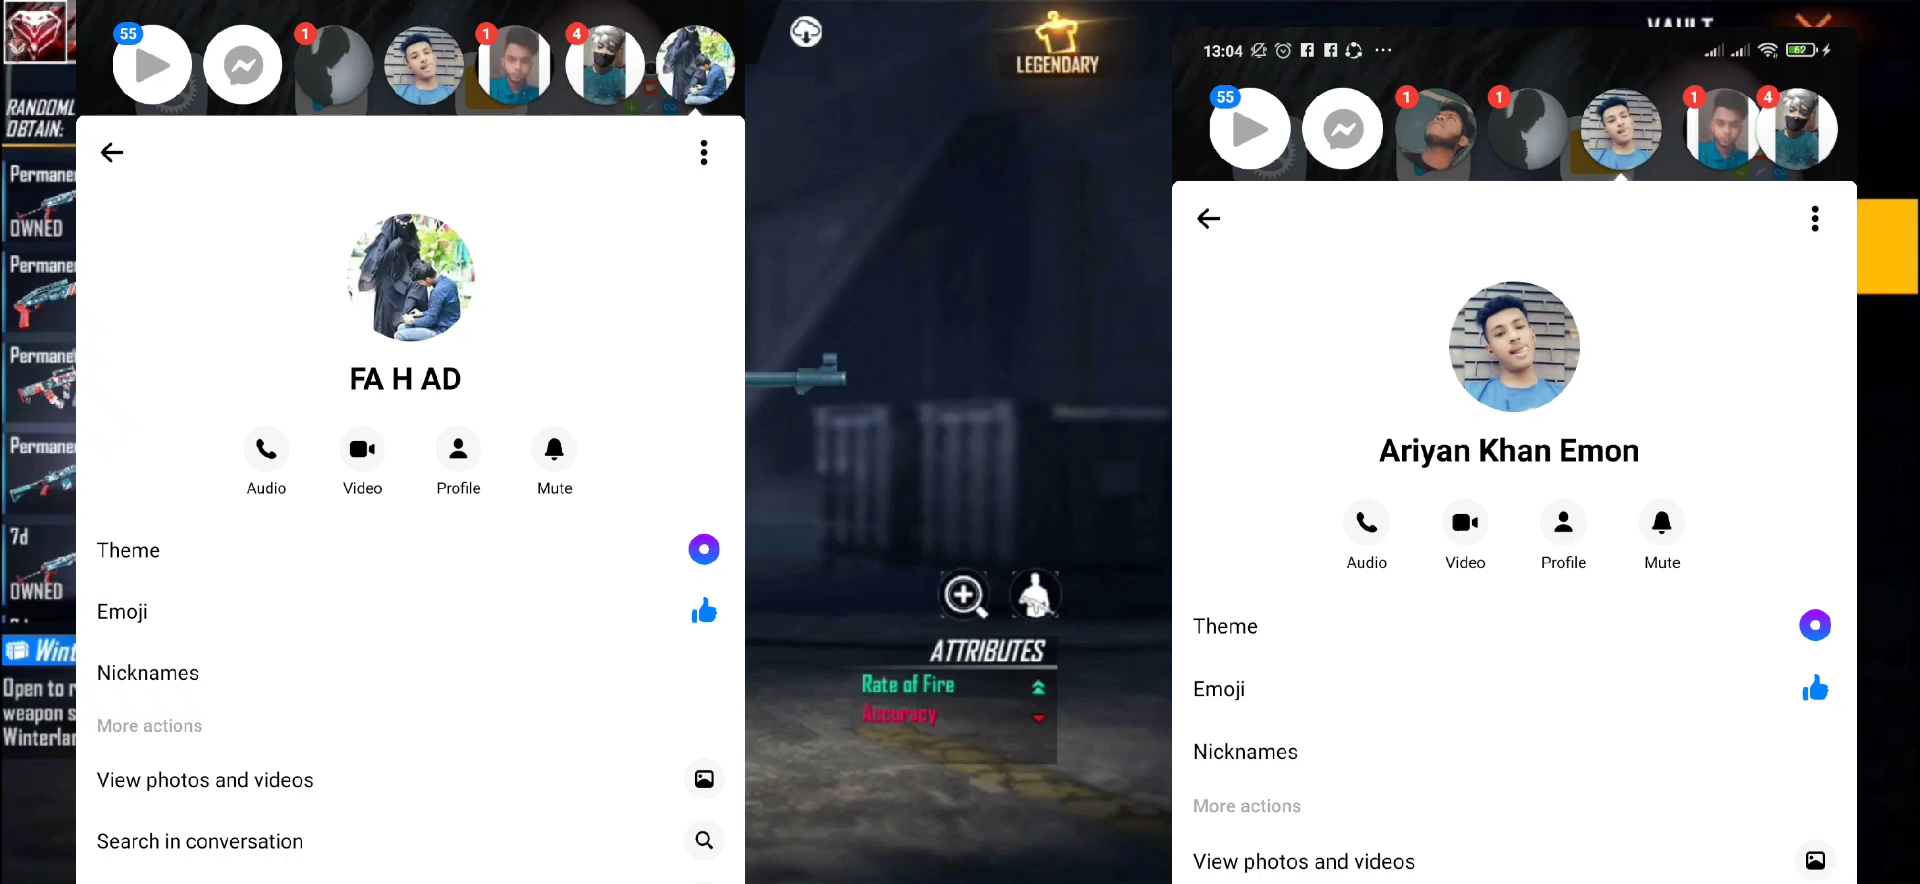 RANDOML
OBTAIN:
Permane
OWNED
Permane
Permane
Permane
7d
OWNED
Wint
Open to r
weapon s
Winterlan
55
1
1
4
FA H AD
Audio
Video
Profile
Mute
Theme
Emoji
Nicknames
More actions
View photos and videos
Search in conversation
LEGENDARY
ATTRIBUTES
Rate of Fire
Accuracy
VAULT
13:04
62
55
1
1
1
4
Ariyan Khan Emon
Audio
Video
Profile
Mute
Theme
Emoji
Nicknames
More actions
View photos and videos